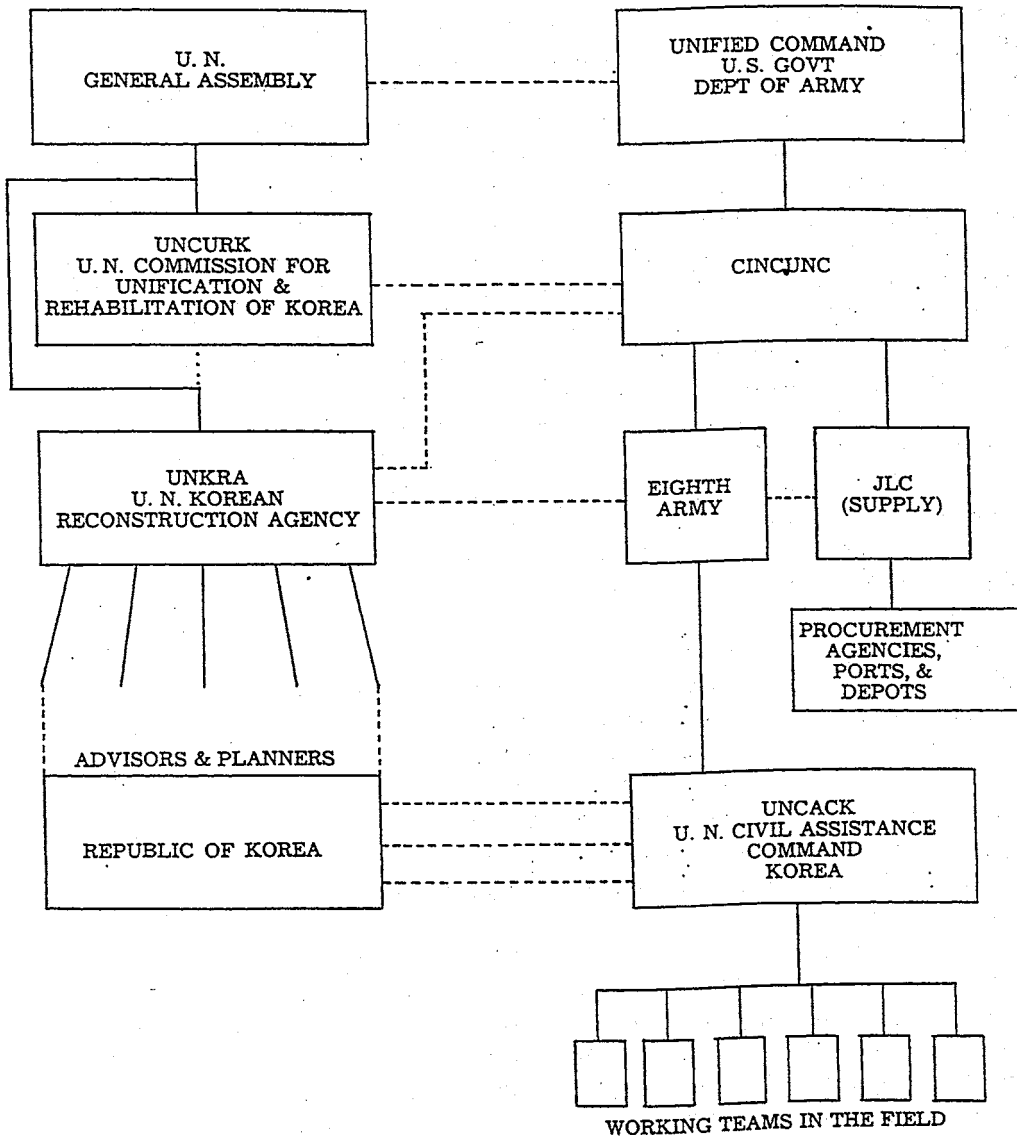 U. N.
GENERAL ASSEMBLY
UNIFIED COMMAND
U. S. GOVT
DEPT OF ARMY
UNCURK
U. N. COMMISSION FOR
UNIFICATION &
REHABILITATION OF KOREA
CINCUNC
UNKRA
U. N. KOREAN
RECONSTRUCTION AGENCY
EIGHTH
ARMY
JLC
(SUPPLY)
PROCUREMENT
AGENCIES,
PORTS, &
DEPOTS
ADVISORS & PLANNERS
REPUBLIC OF KOREA
UNCACK
U. N. CIVIL ASSISTANCE
COMMAND
KOREA
WORKING TEAMS IN THE FIELD